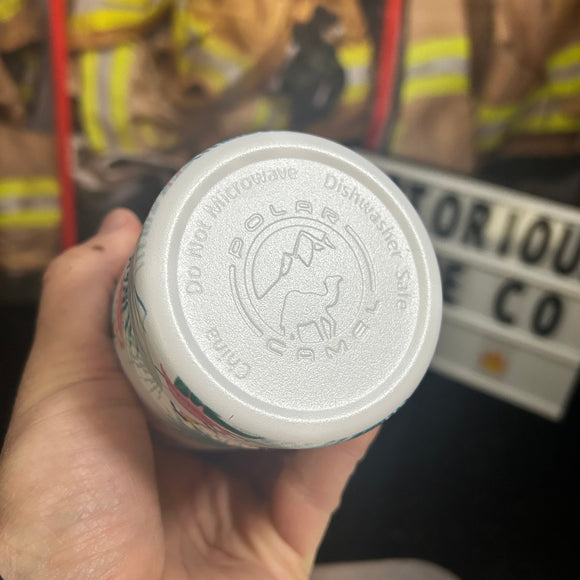 Do Not Microwave
Dishwasher Safe
POLAR
CAMEL
China
TORIOU
E CO